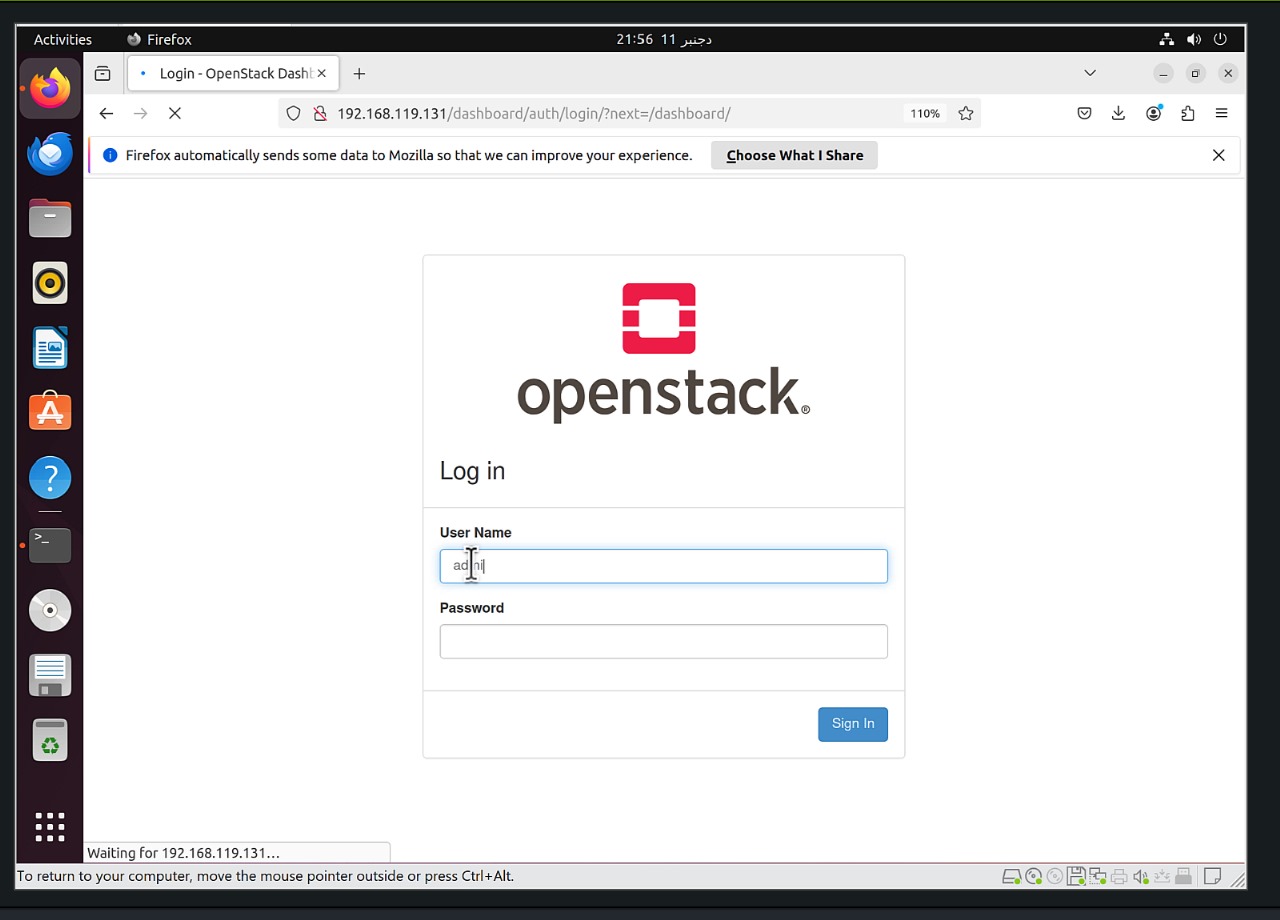 Activities Firefox 21:56 11 دجنبر
Login - OpenStack Dashb
192.168.119.131/dashboard/auth/login/?next=/dashboard/ 110%
Firefox automatically sends some data to Mozilla so that we can improve your experience. Choose What I Share
openstack®
Log in
User Name
Password
Sign In
Waiting for 192.168.119.131...
To return to your computer, move the mouse pointer outside or press Ctrl+Alt.